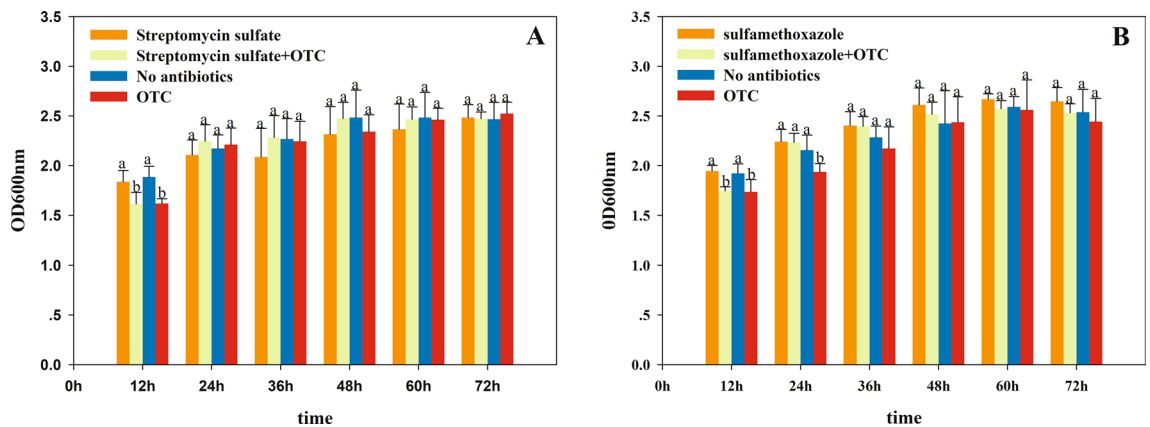 A
Streptomycin sulfate
Streptomycin sulfate+OTC
No antibiotics
OTC
3.5
3.0
2.5
2.0
1.5
1.0
.5
0.0
OD600nm
a b a b
a a a a
a a a a
a a a a
a a a a
a a a a
0h 12h 24h 36h 48h 60h 72h
time
B
sulfamethoxazole
sulfamethoxazole+OTC
No antibiotics
OTC
3.5
3.0
2.5
2.0
1.5
1.0
.5
0.0
0D600nm
a b a b
a a a b
a a a a
a a a a
a a a a
a a a a
0h 12h 24h 36h 48h 60h 72h
time